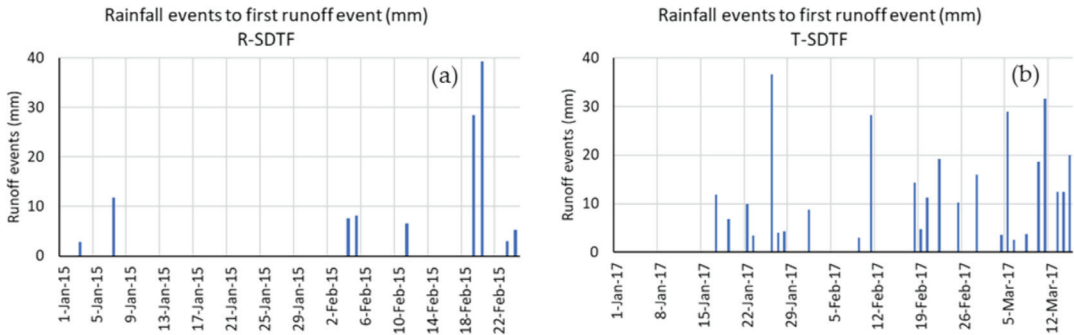 Rainfall events to first runoff event (mm)
R-SDTF
(a)
Runoff events (mm)
40
30
20
10
0
1-Jan-15
5-Jan-15
9-Jan-15
13-Jan-15
17-Jan-15
21-Jan-15
25-Jan-15
29-Jan-15
2-Feb-15
6-Feb-15
10-Feb-15
14-Feb-15
18-Feb-15
22-Feb-15
Rainfall events to first runoff event (mm)
T-SDTF
(b)
Runoff events (mm)
40
30
20
10
0
1-Jan-17
8-Jan-17
15-Jan-17
22-Jan-17
29-Jan-17
5-Feb-17
12-Feb-17
19-Feb-17
26-Feb-17
5-Mar-17
12-Mar-17